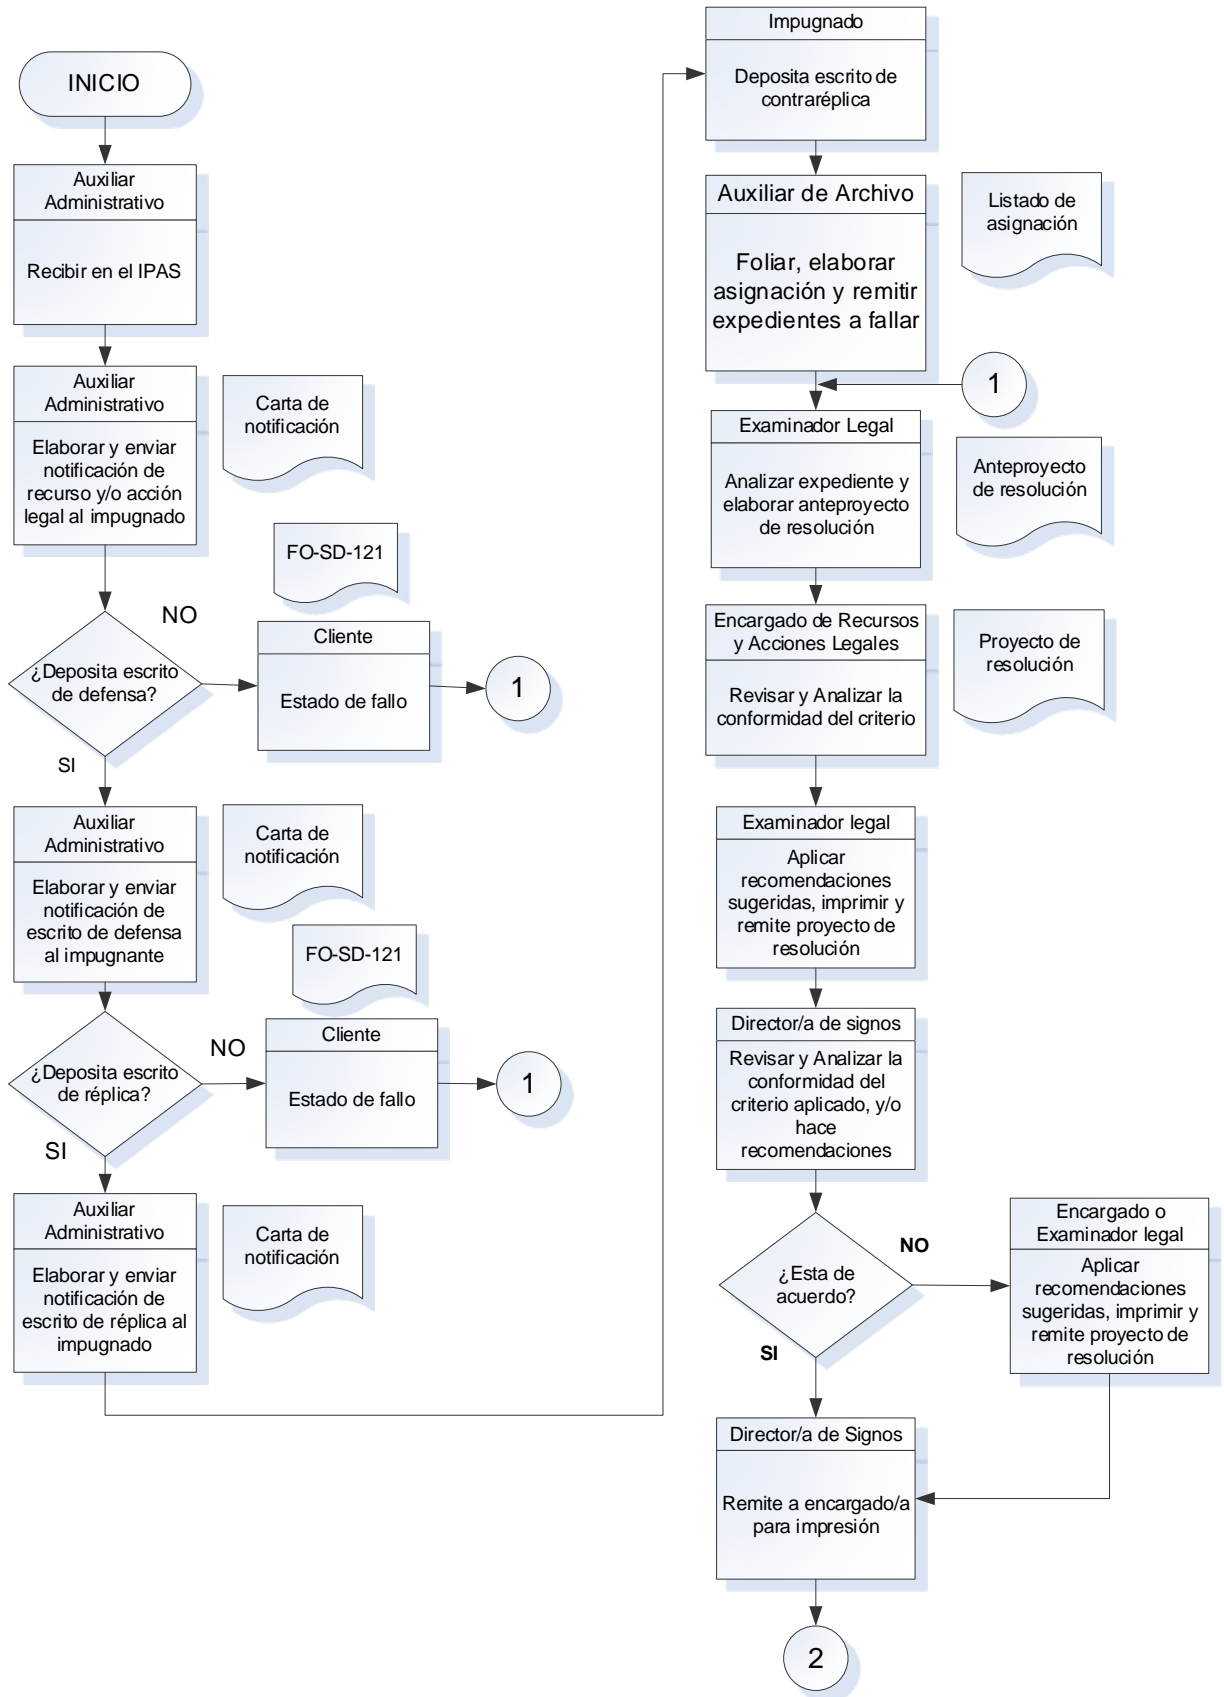 INICIO
Auxiliar
Administrativo
Recibir en el IPAS
Auxiliar
Administrativo
Elaborar y enviar
notificación de
recurso y/o acción
legal al impugnado
Carta de
notificación
FO-SD-121
¿Deposita escrito
de defensa?
NO
SI
Cliente
Estado de fallo
1
Auxiliar
Administrativo
Elaborar y enviar
notificación de
escrito de defensa
al impugnante
Carta de
notificación
FO-SD-121
¿Deposita escrito
de réplica?
NO
SI
Cliente
Estado de fallo
1
Auxiliar
Administrativo
Elaborar y enviar
notificación de
escrito de réplica al
impugnado
Carta de
notificación
Impugnado
Deposita escrito de
contraréplica
Auxiliar de Archivo
Foliar, elaborar
asignación y remitir
expedientes a fallar
Listado de
asignación
1
Examinador Legal
Analizar expediente y
elaborar anteproyecto
de resolución
Anteproyecto
de resolución
Encargado de Recursos
y Acciones Legales
Revisar y Analizar la
conformidad del criterio
Proyecto de
resolución
Examinador legal
Aplicar
recomendaciones
sugeridas, imprimir y
remite proyecto de
resolución
Director/a de signos
Revisar y Analizar la
conformidad del
criterio aplicado, y/o
hace
recomendaciones
¿Esta de
acuerdo?
NO
SI
Encargado o
Examinador legal
Aplicar
recomendaciones
sugeridas, imprimir y
remite proyecto de
resolución
Director/a de Signos
Remite a encargado/a
para impresión
2